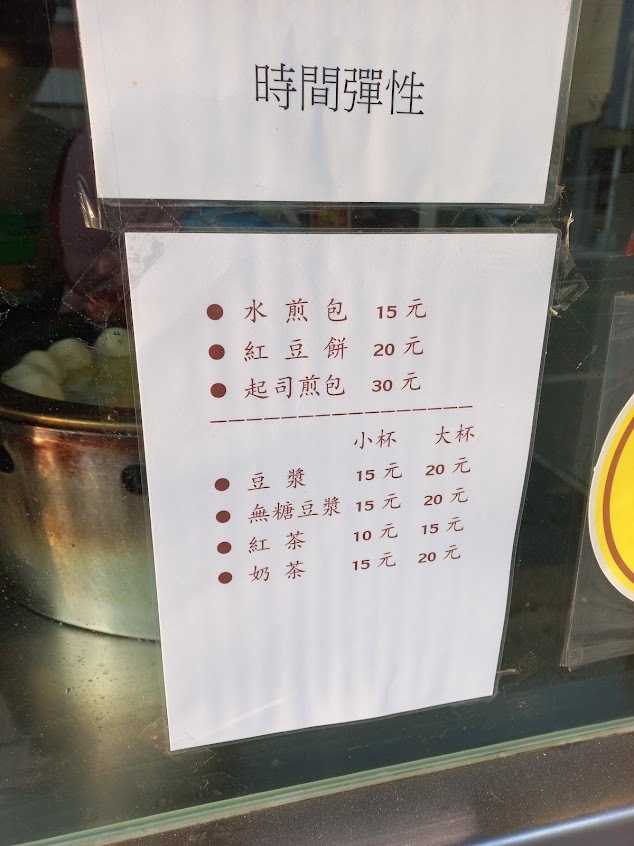 時間彈性
● 水煎包 15元
● 紅豆餅 20元
● 起司煎包 30元
小杯 大杯
● 豆漿 15元 20元
● 無糖豆漿 15元 20元
● 紅茶 10元 15元
● 奶茶 15元 20元